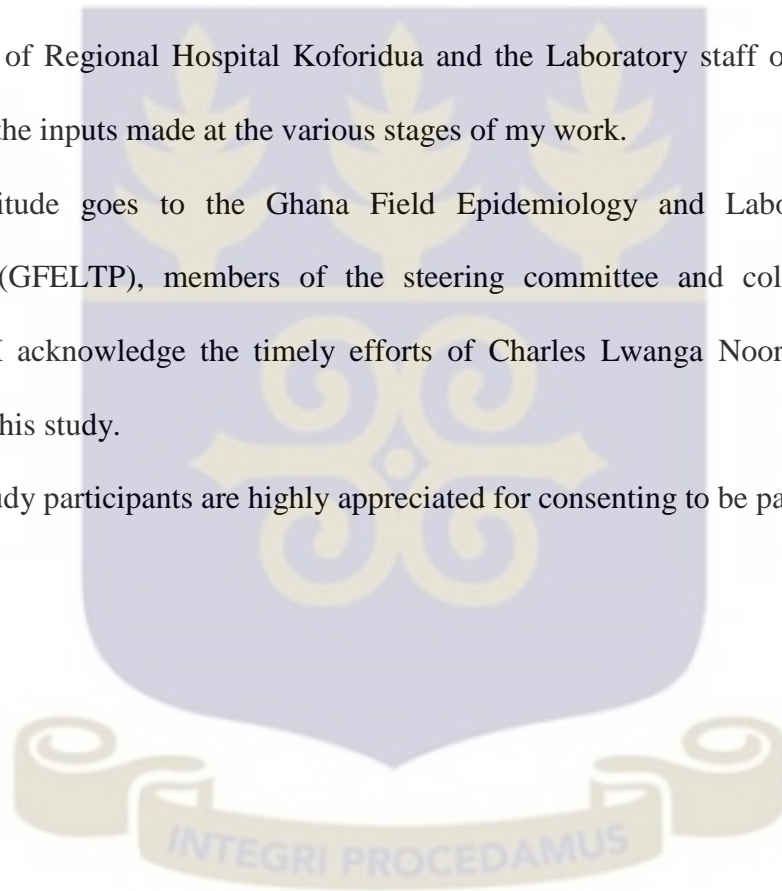 of Regional Hospital Koforidua and the Laboratory staff o
the inputs made at the various stages of my work.
itude goes to the Ghana Field Epidemiology and Labo
(GFELTP), members of the steering committee and col
I acknowledge the timely efforts of Charles Lwanga Noor
his study.
udy participants are highly appreciated for consenting to be pa
INTEGRI PROCEDAMUS